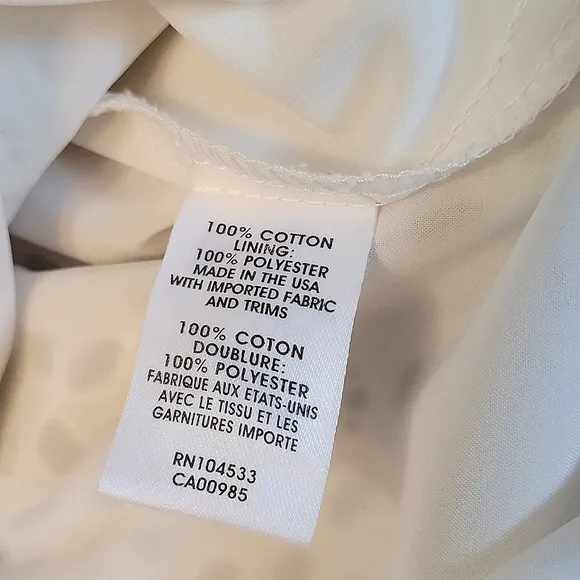 100% COTTON
LINING:
100% POLYESTER
MADE IN THE USA
WITH IMPORTED FABRIC
AND TRIMS
100% COTON
DOUBLURE:
100% POLYESTER
FABRIQUE AUX ETATS-UNIS
AVEC LE TISSU ET LES
GARNITURES IMPORTE
RN104533
CA00985